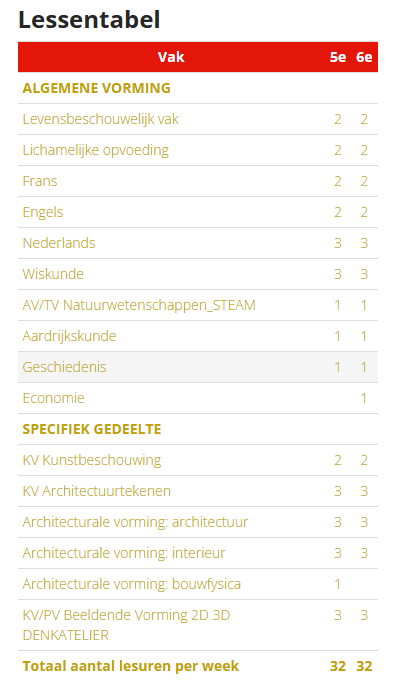 Lessentabel
Vak 5e 6e
ALGEMENE VORMING
Levensbeschouwelijk vak 2 2
Lichamelijke opvoeding 2 2
Frans 2 2
Engels 2 2
Nederlands 3 3
Wiskunde 3 3
AV/TV Natuurwetenschappen_STEAM 1 1
Aardrijkskunde 1 1
Geschiedenis 1 1
Economie 1
SPECIFIEK GEDEELTE
KV Kunstbeschouwing 2 2
KV Architectuurtekenen 3 3
Architecturale vorming: architectuur 3 3
Architecturale vorming: interieur 3 3
Architecturale vorming: bouwfysica 1
KV/PV Beeldende Vorming 2D 3D 3 3
DENKATELIER
Totaal aantal lesuren per week 32 32